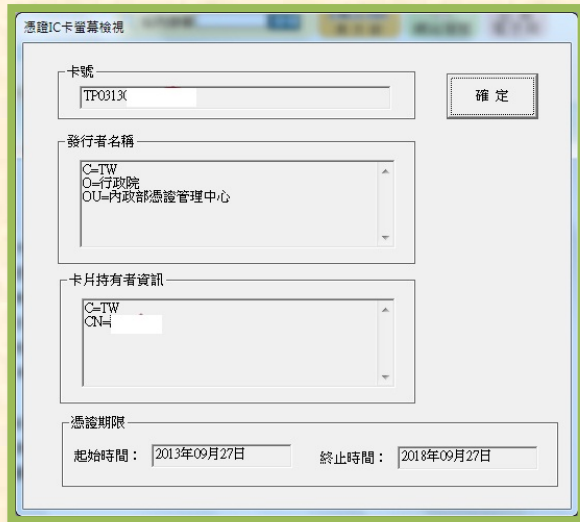 憑證IC卡螢幕檢視
卡號
TP0313
確 定
發行者名稱
C=TW
O=行政院
OU=內政部憑證管理中心
卡片持有者資訊
C=TW
CN=
憑證期限
起始時間： 2013年09月27日 終止時間： 2018年09月27日